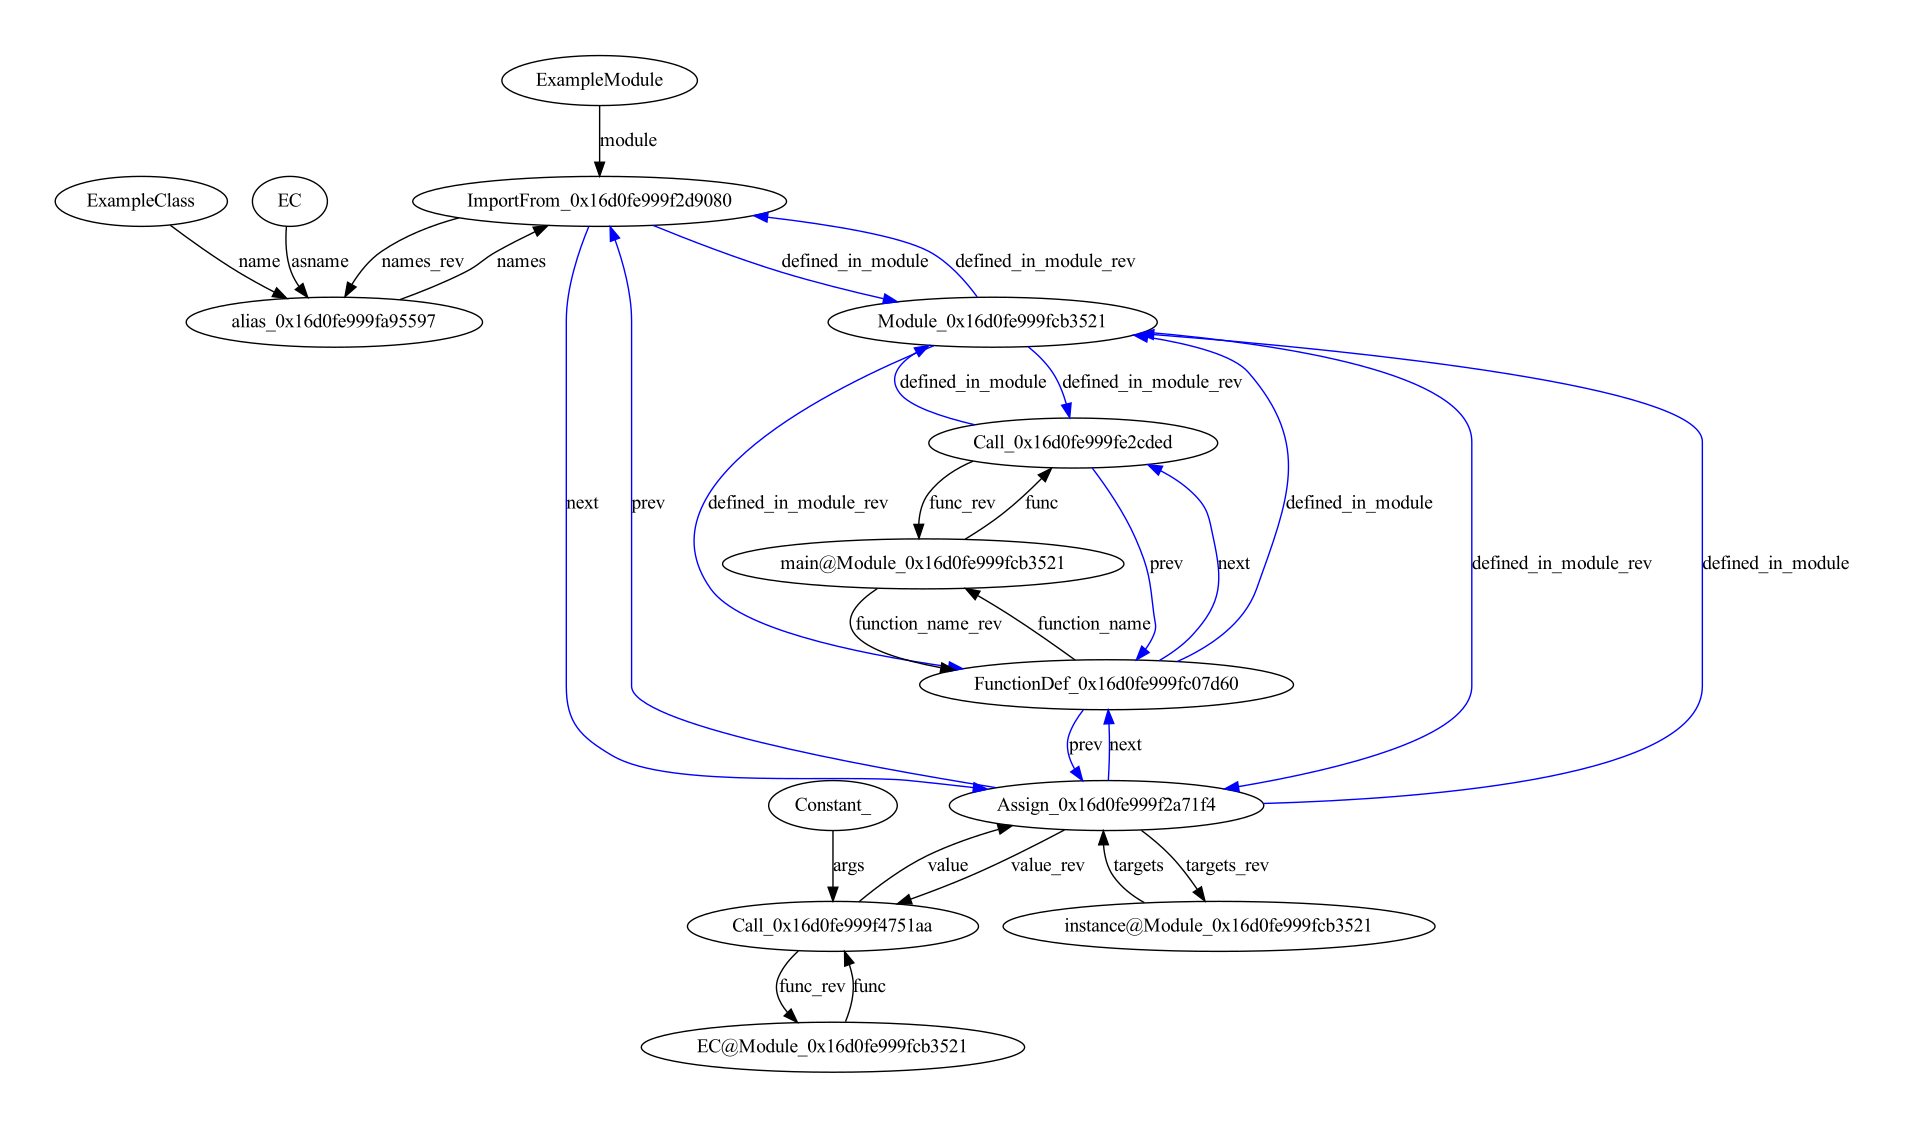 ExampleModule
module
ExampleClass
EC
ImportFrom_0x16d0fe999f2d9080
name
asname
names_rev
names
defined_in_module
defined_in_module_rev
alias_0x16d0fe999fa95597
Module_0x16d0fe999fcb3521
defined_in_module
defined_in_module_rev
Call_0x16d0fe999fe2cded
next
prev
defined_in_module_rev
func_rev
func
defined_in_module
main@Module_0x16d0fe999fcb3521
prev
next
defined_in_module_rev
defined_in_module
function_name_rev
function_name
FunctionDef_0x16d0fe999fc07d60
prev
next
Constant_
Assign_0x16d0fe999f2a71f4
args
value
value_rev
targets
targets_rev
Call_0x16d0fe999f4751aa
instance@Module_0x16d0fe999fcb3521
func_rev
func
EC@Module_0x16d0fe999fcb3521